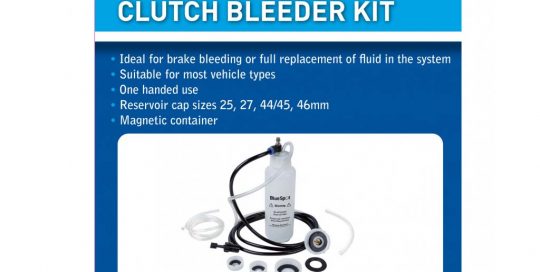 CLUTCH BLEEDER KIT
• Ideal for brake bleeding or full replacement of fluid in the system
• Suitable for most vehicle types
• One handed use
• Reservoir cap sizes 25, 27, 44/45, 46mm
• Magnetic container
BlueSpot
Warning